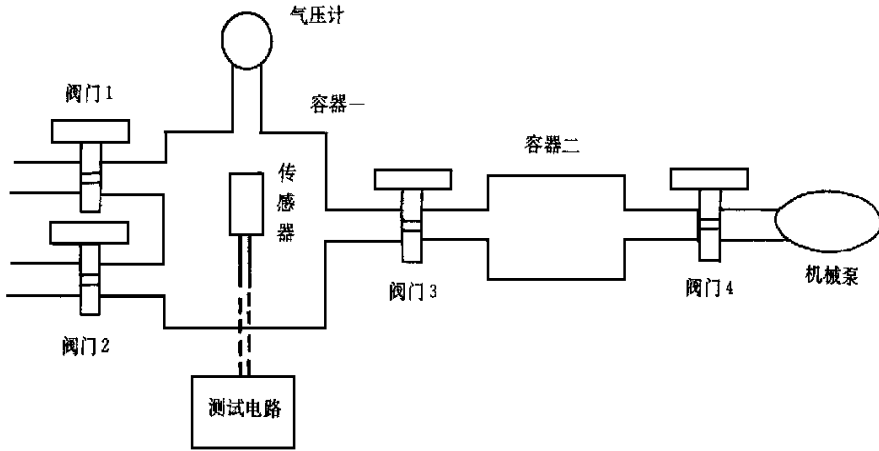 气压计
阀门1
容器一
容器二
传感器
阀门3
阀门4
机械泵
阀门2
测试电路